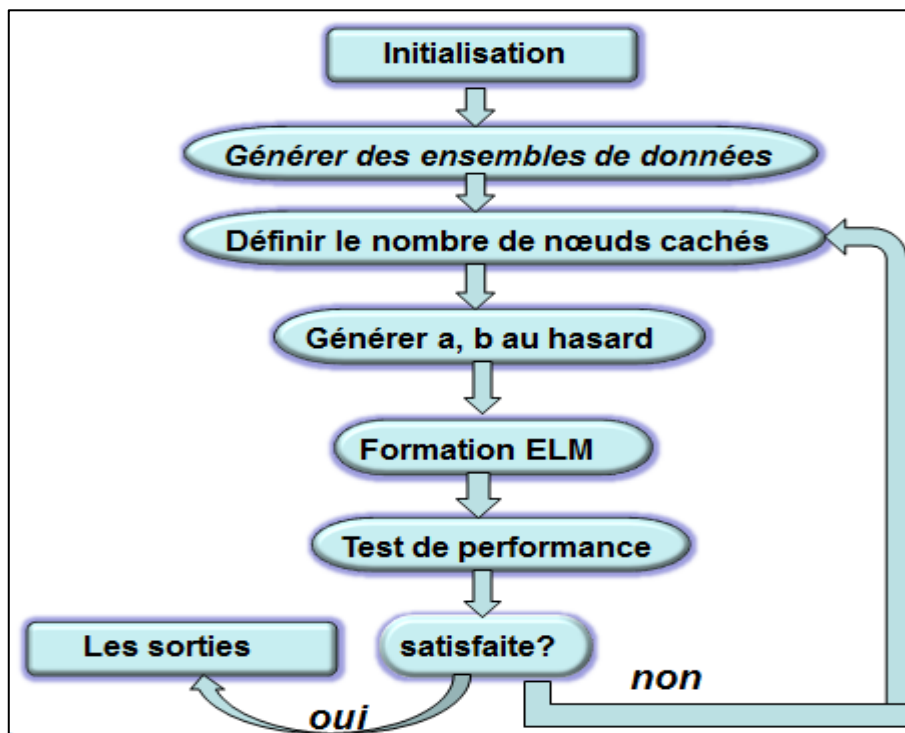 Initialisation
Générer des ensembles de données
Définir le nombre de nœuds cachés
Générer a, b au hasard
Formation ELM
Test de performance
satisfaite?
Les sorties
non
oui